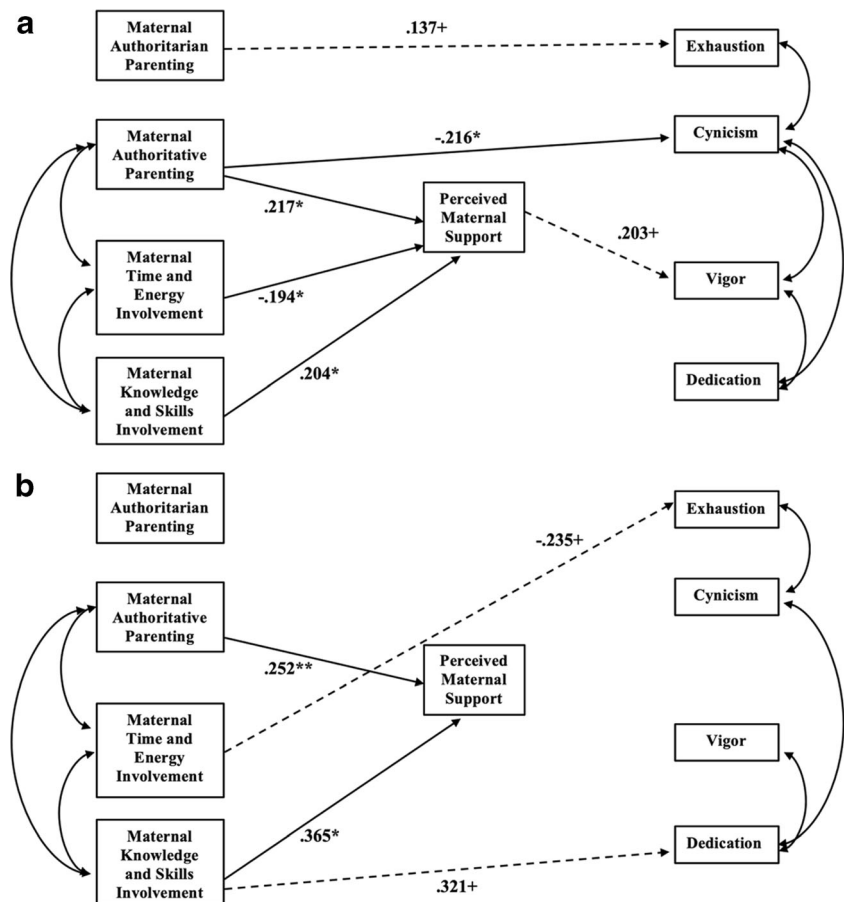 a
Maternal
Authoritarian
Parenting
.137+
Exhaustion
Maternal
Authoritative
Parenting
-.216*
Cynicism
.217*
Perceived
Maternal
Support
.203+
Maternal
Time and
Energy
Involvement
-.194*
Vigor
Maternal
Knowledge
and Skills
Involvement
.204*
Dedication
b
Maternal
Authoritarian
Parenting
Exhaustion
-.235+
Maternal
Authoritative
Parenting
Cynicism
.252**
Perceived
Maternal
Support
Maternal
Time and
Energy
Involvement
Vigor
Maternal
Knowledge
and Skills
Involvement
.365*
Dedication
.321+